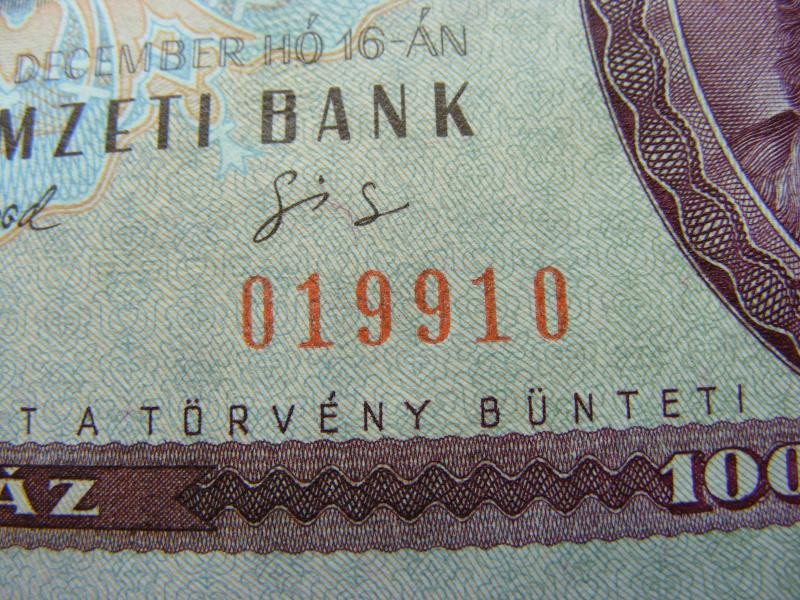 DECEMBER HÓ 16-ÁN
MZETI BANK
019910
T A TÖRVÉNY BÜNTETI
ÁZ 100